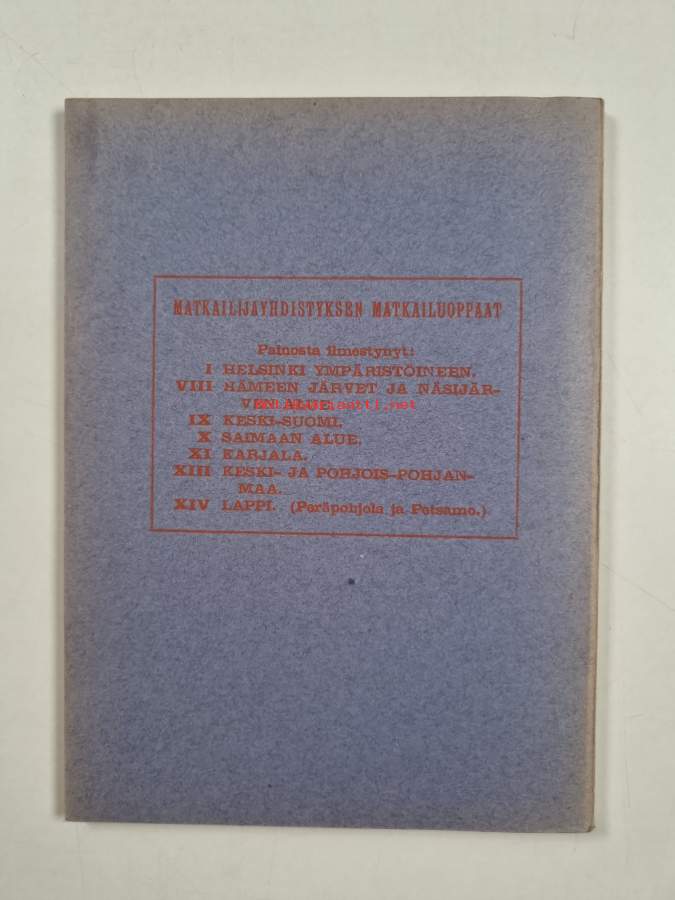 MATKAILIJAYHDISTYKSEN MATKAILUOPPAAT
Painosta ilmestynyt:
I HELSINKI YMPÄRISTÖINEEN.
VIII HÄMEEN JÄRVET JA NÄSIJÄR-
VEN ALUE.
IX KESKI-SUOMI.
X SAIMAAN ALUE.
XI KARJALA.
XIII KESKI- JA POHJOIS-POHJAN-
MAA.
XIV LAPPI. (Peräpohjola ja Petsamo.)